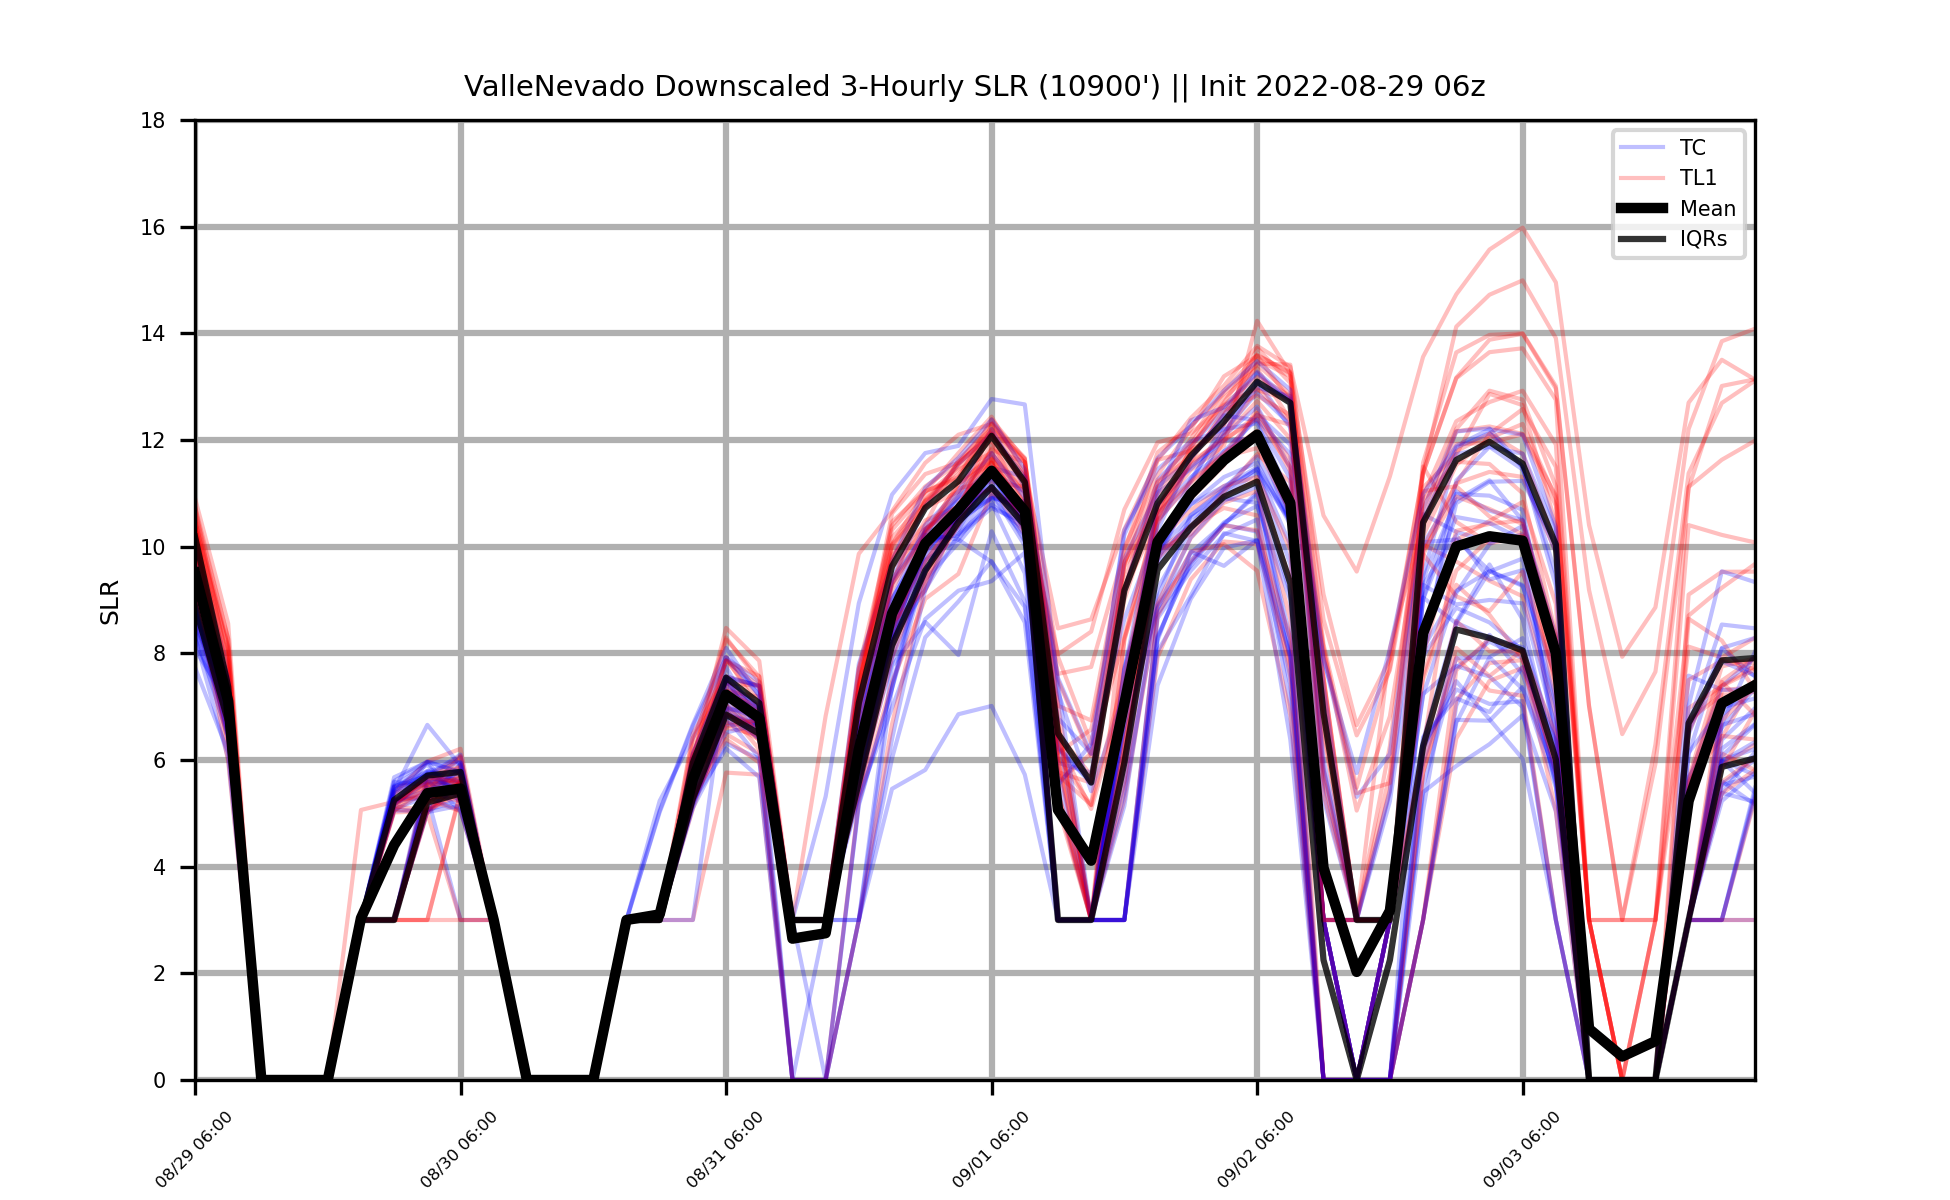 ValleNevado Downscaled 3-Hourly SLR (10900') || Init 2022-08-29 06z
18
16
14
12
10
8
6
4
2
0
SLR
TC
TL1
Mean
IQRs
08/29 06:00
08/30 06:00
08/31 06:00
09/01 06:00
09/02 06:00
09/03 06:00